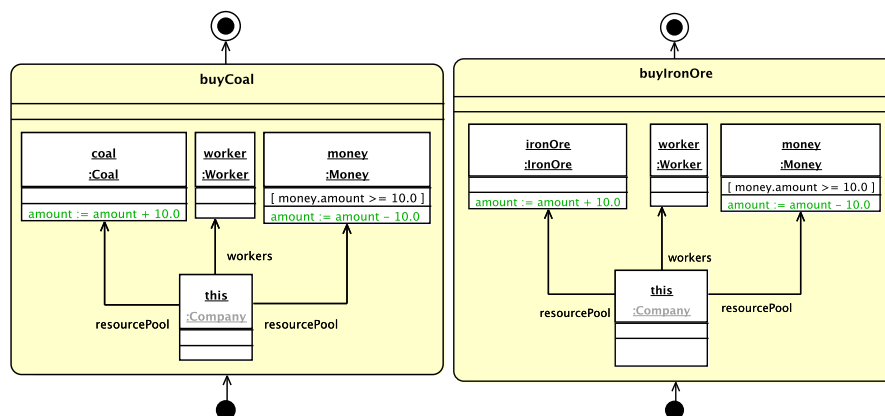 buyCoal
coal
:Coal
amount := amount + 10.0
worker
:Worker
money
:Money
[ money.amount >= 10.0 ]
amount := amount – 10.0
workers
this
:Company
resourcePool
resourcePool
buyIronOre
ironOre
:IronOre
amount := amount + 10.0
worker
:Worker
money
:Money
[ money.amount >= 10.0 ]
amount := amount – 10.0
workers
this
:Company
resourcePool
resourcePool